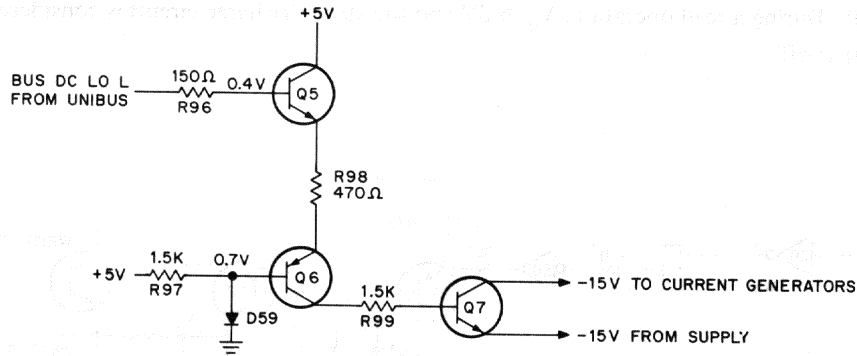 +5V
BUS DC LO L
FROM UNIBUS
150Ω
R96
0.4V
Q5
R98
470Ω
+5V
1.5K
R97
0.7V
Q6
D59
1.5K
R99
Q7
-15V TO CURRENT GENERATORS
-15V FROM SUPPLY